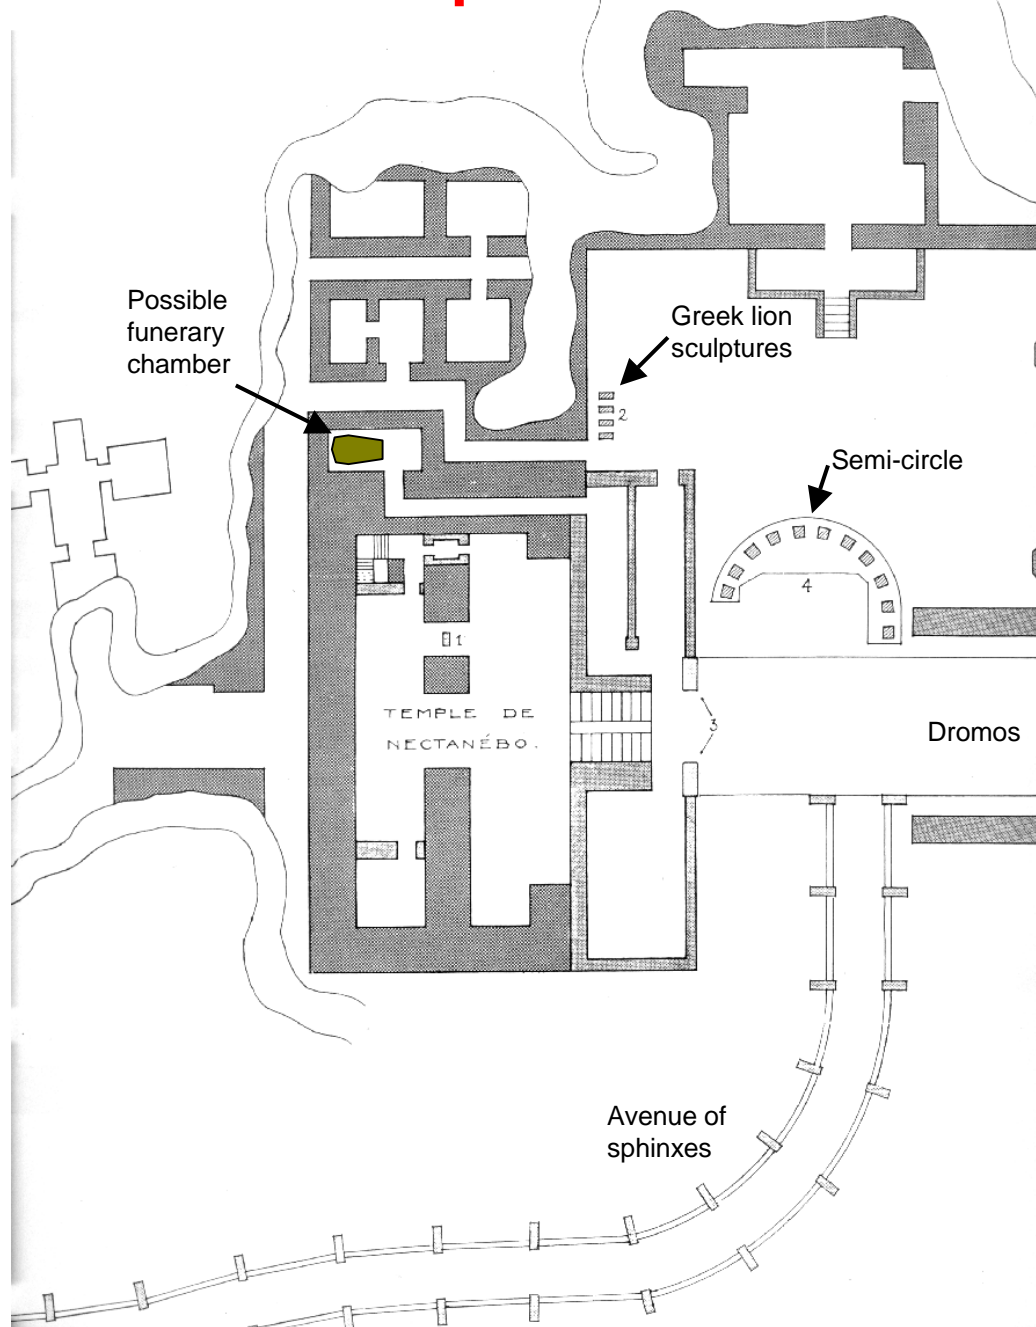 Possible
funerary
chamber
Greek lion
sculptures
2
Semi-circle
4
1
TEMPLE DE
NECTANÉBO.
3
Dromos
Avenue of
sphinxes